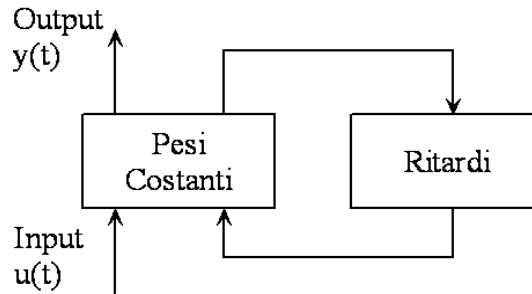 Output
y(t)
Pesi
Costanti
Ritardi
Input
u(t)